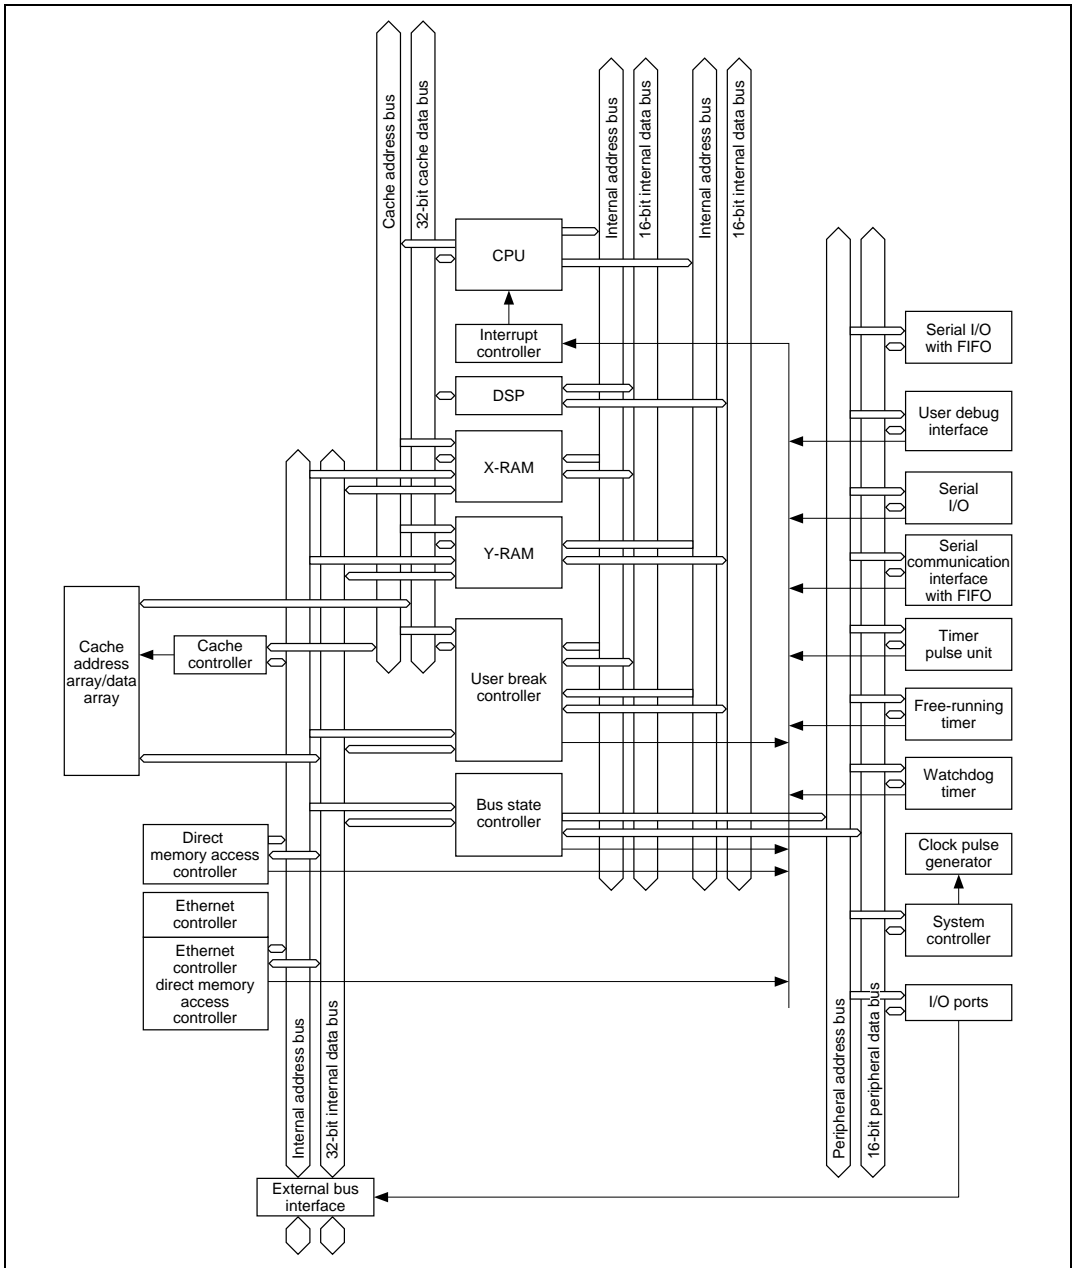 Cache address bus
32-bit cache data bus
Internal address bus
16-bit internal data bus
Internal address bus
16-bit internal data bus
CPU
Interrupt
controller
DSP
X-RAM
Y-RAM
Cache
address
array/data
array
Cache
controller
User break
controller
Bus state
controller
Direct
memory access
controller
Ethernet
controller
Ethernet
controller
direct memory
access
controller
Internal address bus
32-bit internal data bus
External bus
interface
Peripheral address bus
16-bit peripheral data bus
Serial I/O
with FIFO
User debug
interface
Serial
I/O
Serial
communication
interface
with FIFO
Timer
pulse unit
Free-running
timer
Watchdog
timer
Clock pulse
generator
System
controller
I/O ports